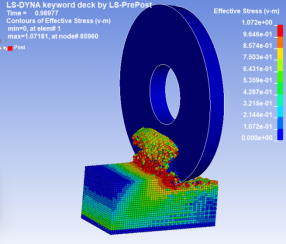 LS-DYNA keyword deck by LS-PrePost
Time = 0.98977
Contours of Effective Stress (v-m)
min=0, at elem# 1
max=1.07181, at node# 85960
Post
Effective Stress (v-m)
1.072e+00
9.646e-01
8.574e-01
7.503e-01
6.431e-01
5.359e-01
4.287e-01
3.215e-01
2.144e-01
1.072e-01
0.000e+00